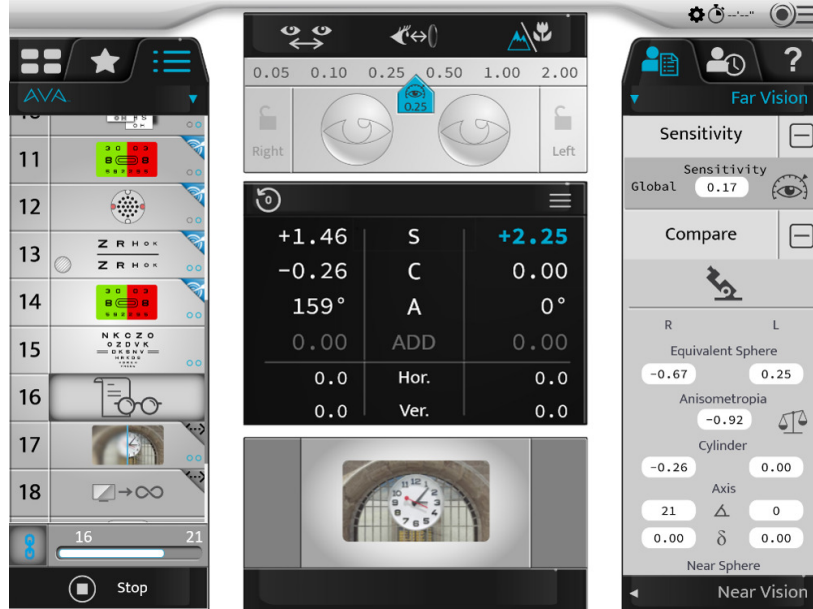 --'--"
AVA
11
12
13
Z R H O K
Z R H O K
14
15
N K C Z O
O Z D V K
D K S N V
16
17
18
16 21
Stop
0.05 0.10 0.25 0.50 1.00 2.00
0.25
Right Left
0
+1.46 S +2.25
−0.26 C 0.00
159° A 0°
0.00 ADD 0.00
0.0 Hor. 0.0
0.0 Ver. 0.0
?
Far Vision
Sensitivity
Sensitivity
Global 0.17
Compare
R L
Equivalent Sphere
-0.67 0.25
Anisometropia
-0.92
Cylinder
-0.26 0.00
Axis
21 0
0.00 δ 0.00
Near Sphere
Near Vision